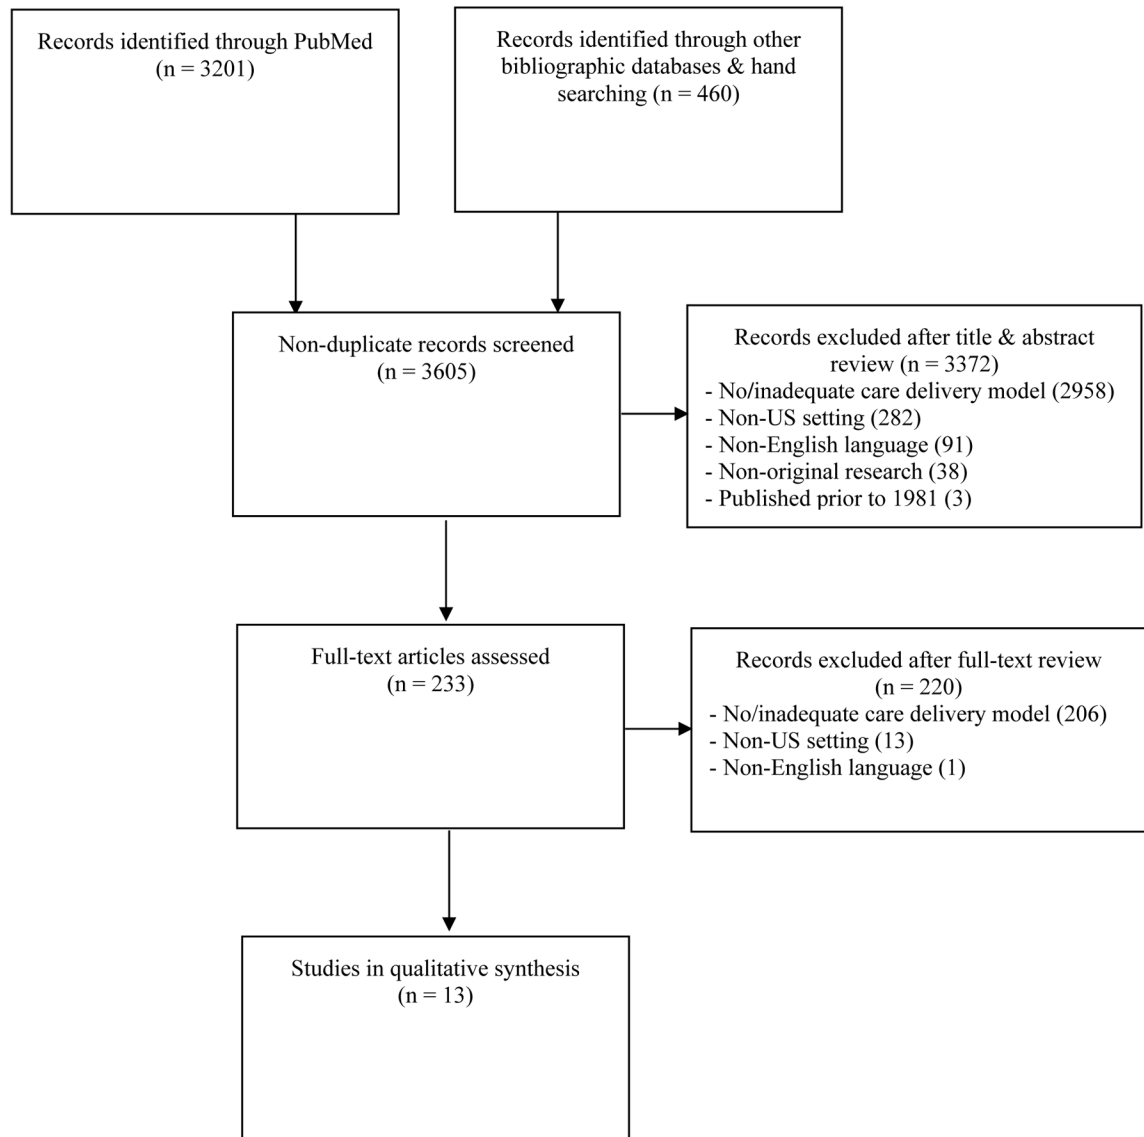 Records identified through PubMed
(n = 3201)
Records identified through other
bibliographic databases & hand
searching (n = 460)
Non-duplicate records screened
(n = 3605)
Records excluded after title & abstract
review (n = 3372)
- No/inadequate care delivery model (2958)
- Non-US setting (282)
- Non-English language (91)
- Non-original research (38)
- Published prior to 1981 (3)
Full-text articles assessed
(n = 233)
Records excluded after full-text review
(n = 220)
- No/inadequate care delivery model (206)
- Non-US setting (13)
- Non-English language (1)
Studies in qualitative synthesis
(n = 13)